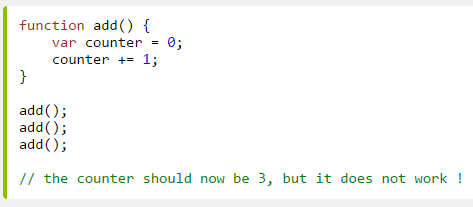 function add() {
    var counter = 0;
    counter += 1;
}

add();
add();
add();

// the counter should now be 3, but it does not work !